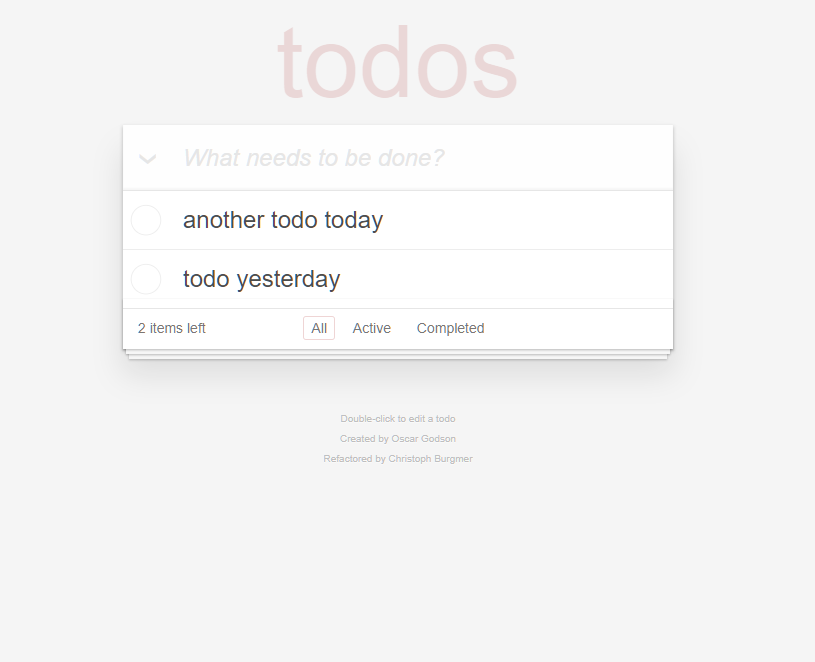 todos
What needs to be done?
another todo today
todo yesterday
2 items left All Active Completed
Double-click to edit a todo
Created by Oscar Godson
Refactored by Christoph Burgmer